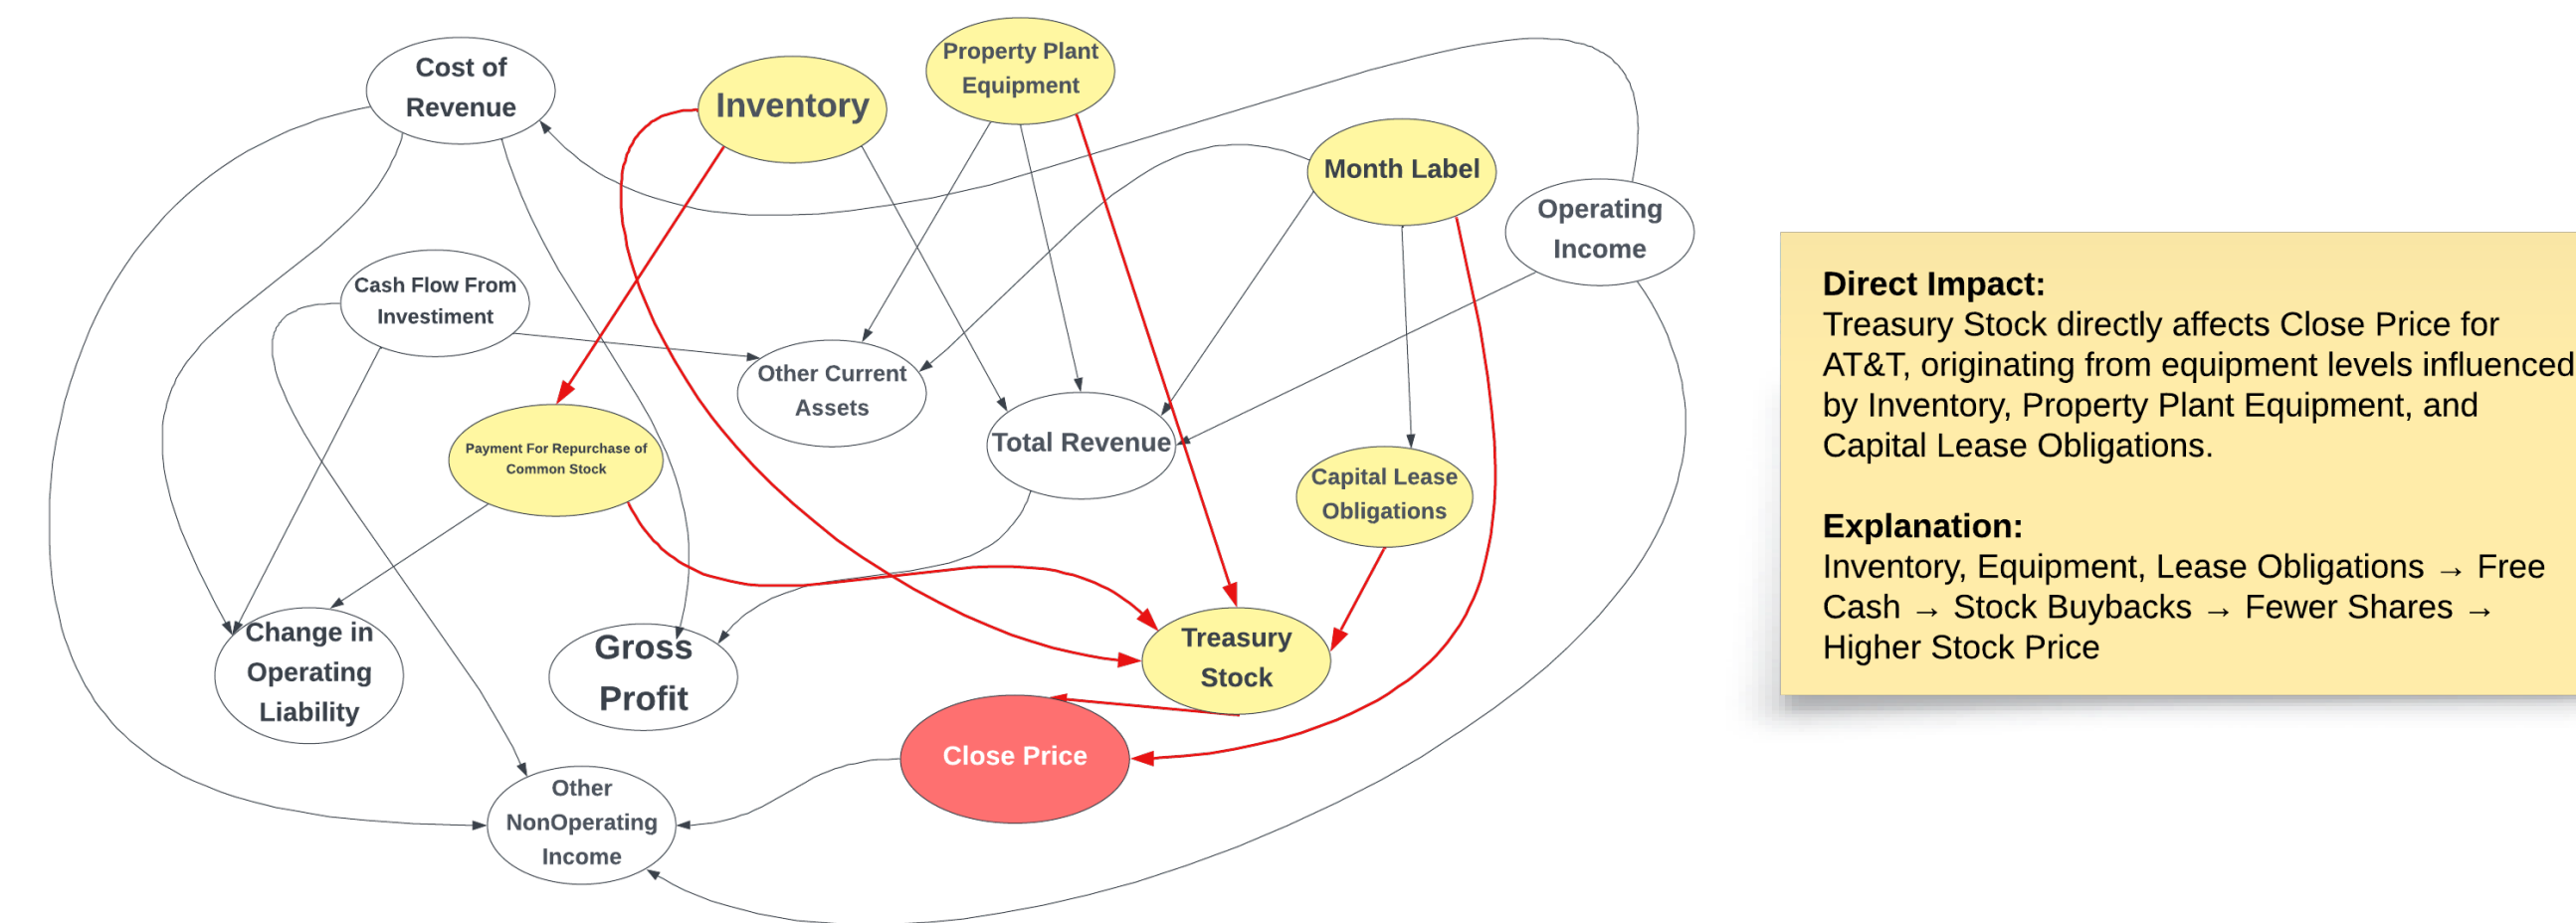 Cost of
Revenue
Inventory
Property Plant
Equipment
Month Label
Operating
Income
Cash Flow From
Investiment
Other Current
Assets
Total Revenue
Payment For Repurchase of
Common Stock
Capital Lease
Obligations
Change in
Operating
Liability
Gross
Profit
Treasury
Stock
Close Price
Other
NonOperating
Income
Direct Impact:
Treasury Stock directly affects Close Price for
AT&T, originating from equipment levels influenced
by Inventory, Property Plant Equipment, and
Capital Lease Obligations.
Explanation:
Inventory, Equipment, Lease Obligations → Free
Cash → Stock Buybacks → Fewer Shares →
Higher Stock Price